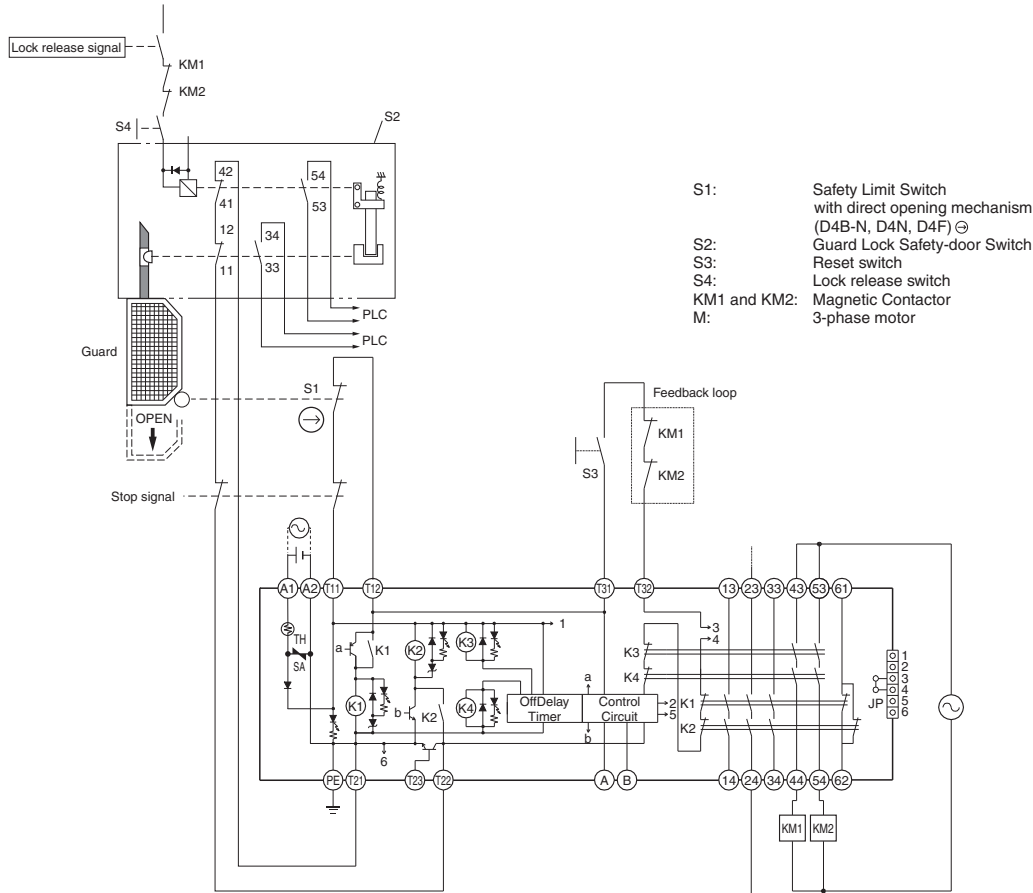 Lock release signal
KM1
KM2
S4
S2
42
41
12
11
54
53
34
33
PLC
PLC
Guard
OPEN
S1
Stop signal
S1: Safety Limit Switch
with direct opening mechanism
(D4B-N, D4N, D4F)
S2: Guard Lock Safety-door Switch
S3: Reset switch
S4: Lock release switch
KM1 and KM2: Magnetic Contactor
M: 3-phase motor
Feedback loop
KM1
KM2
S3
A1 A2 T11 T12 T31 T32 13 23 33 43 53 61
TH
SA
a
K1
K2
K3
1
3
4
K3
K4
K1
b
K2
K4
OffDelay
Timer
a
Control
Circuit
b
2
5
K1
K2
6
JP
1
2
3
4
5
6
PE T21 T23 T22 A B 14 24 34 44 54 62
KM1 KM2